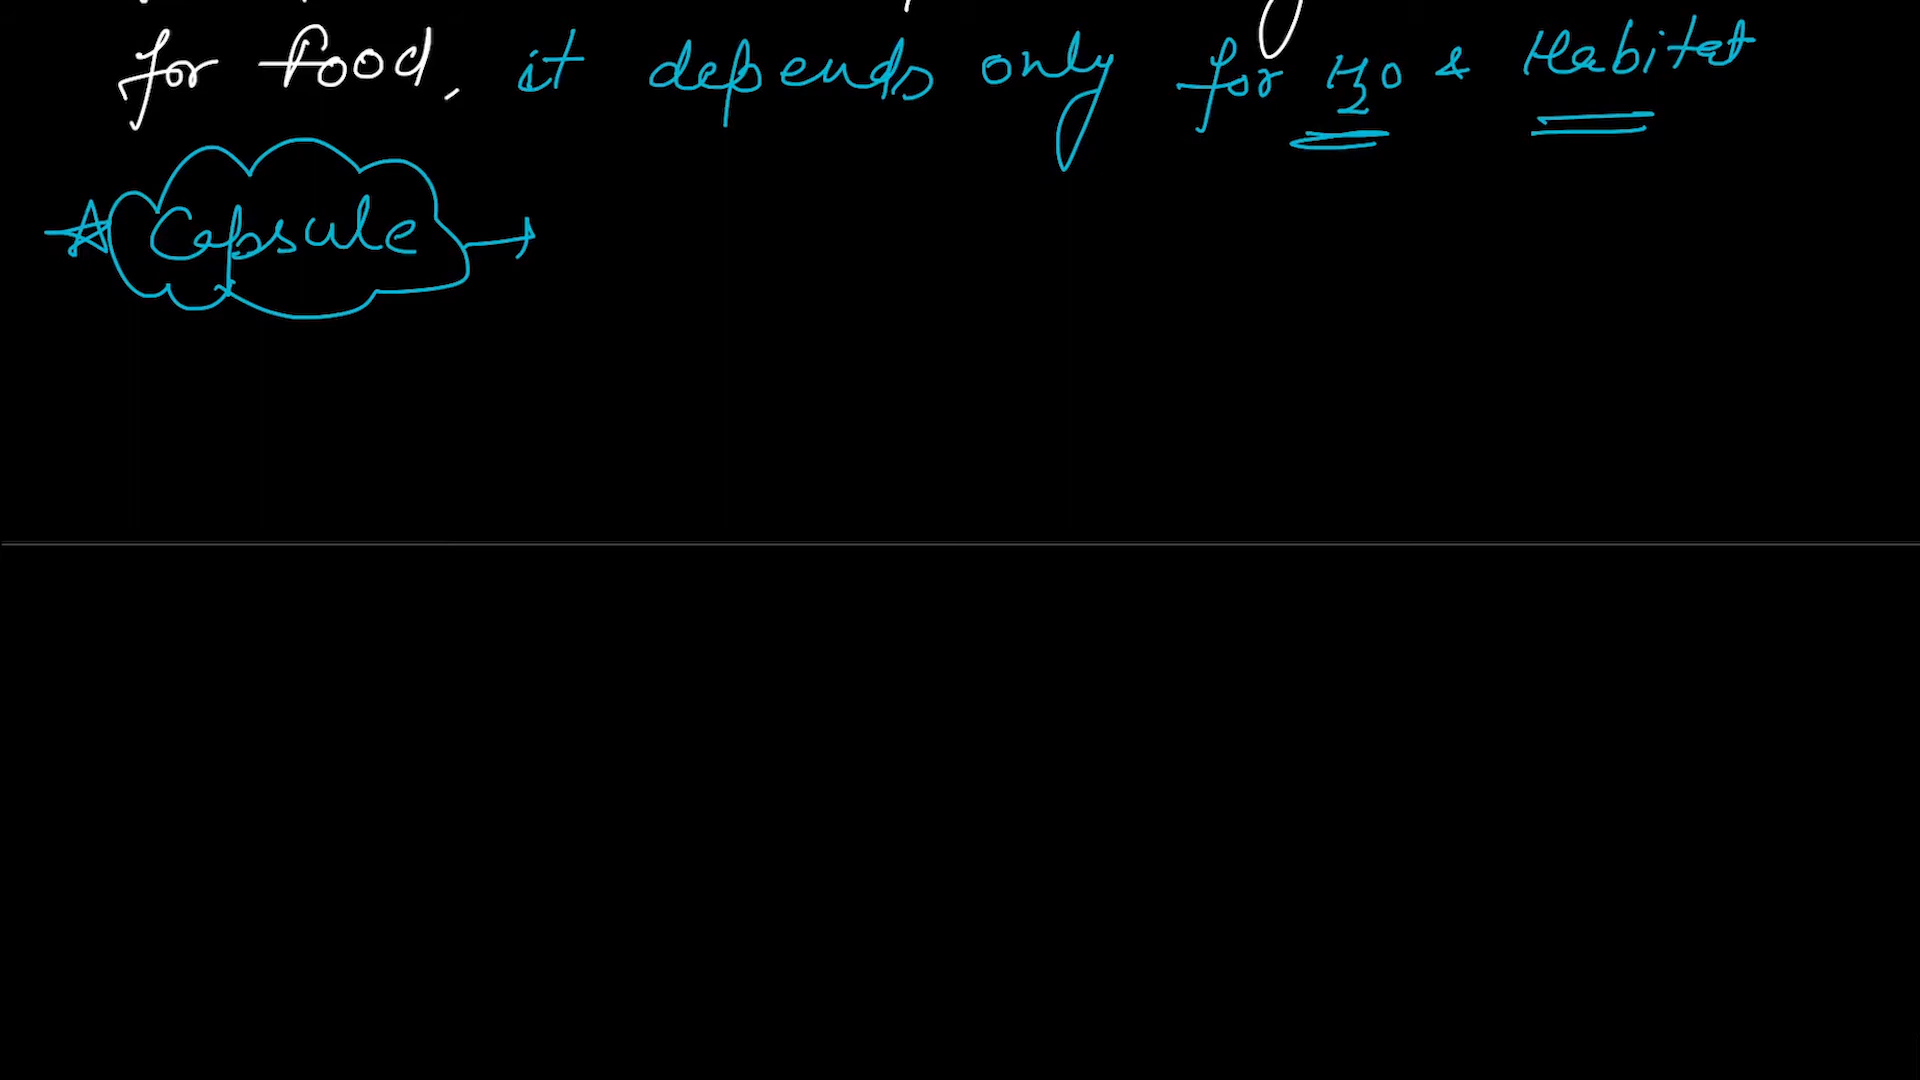 for food, it depends only for H2O & Habitat
Capsule →